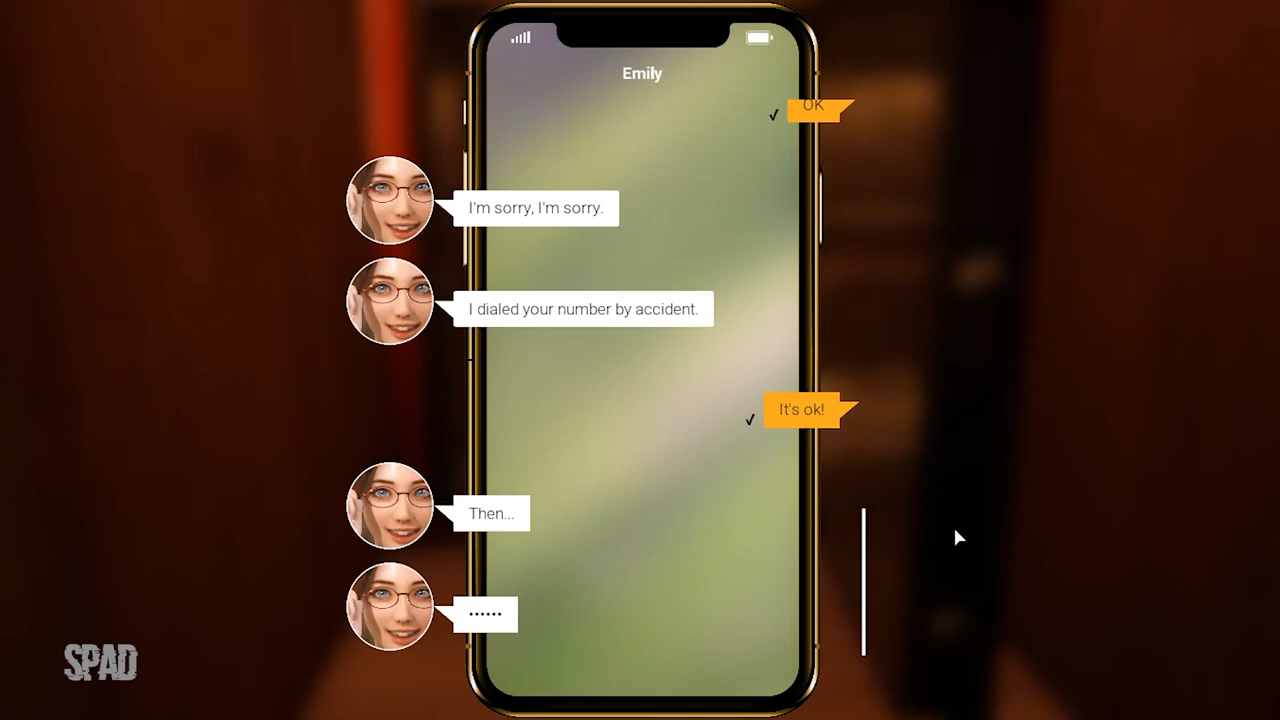 Emily
OK
I'm sorry, I'm sorry.
I dialed your number by accident.
It's ok!
Then...
......
SPAD